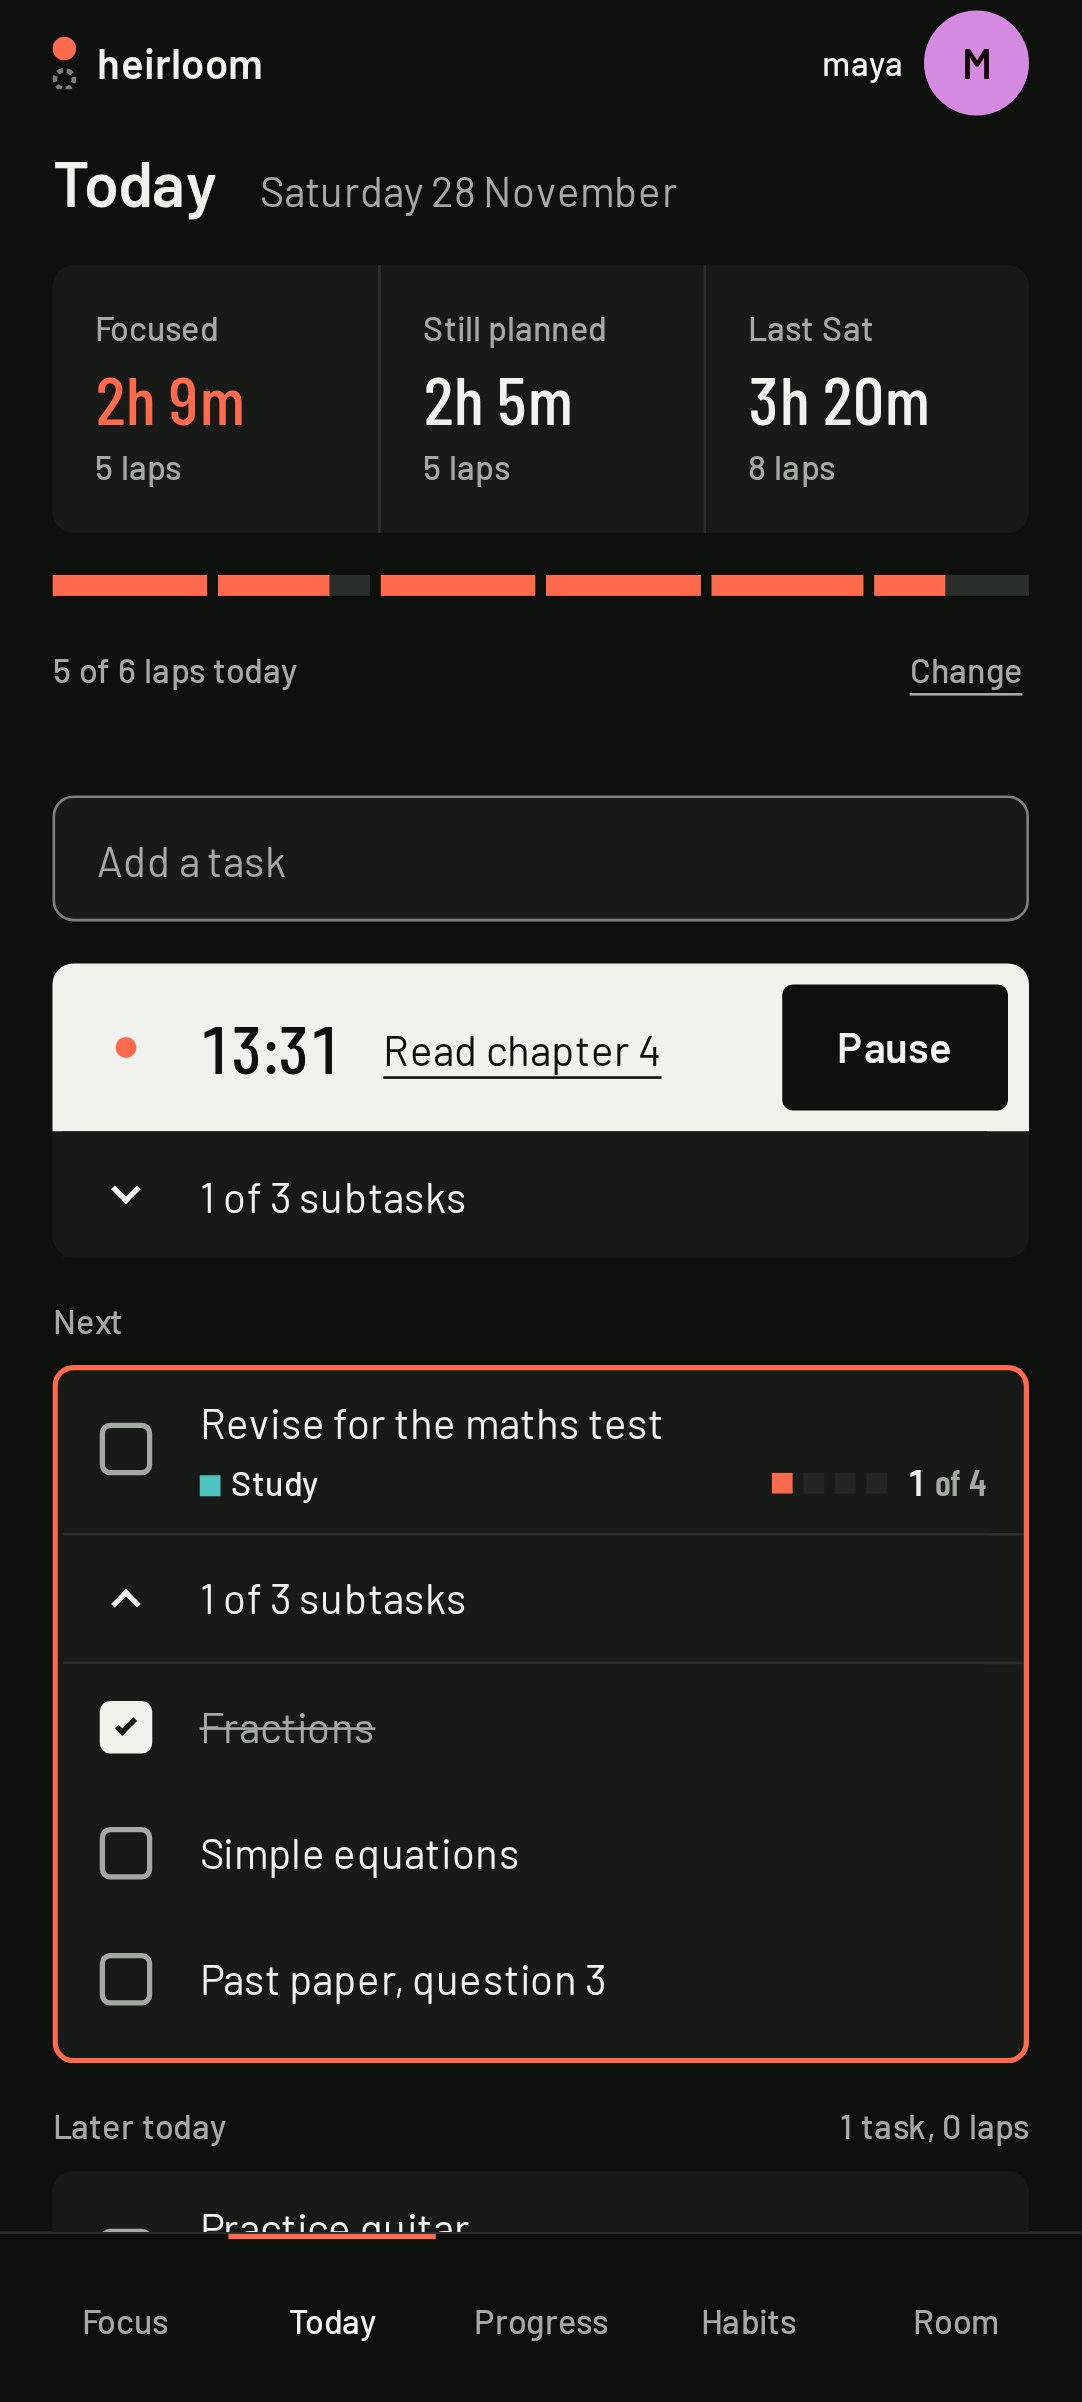 heirloom
maya M
Today Saturday 28 November
Focused Still planned Last Sat
2h 9m 2h 5m 3h 20m
5 laps 5 laps 8 laps
5 of 6 laps today Change
Add a task
13:31 Read chapter 4 Pause
1 of 3 subtasks
Next
Revise for the maths test
Study 1 of 4
1 of 3 subtasks
Fractions
Simple equations
Past paper, question 3
Later today 1 task, 0 laps
Practice guitar
Focus Today Progress Habits Room